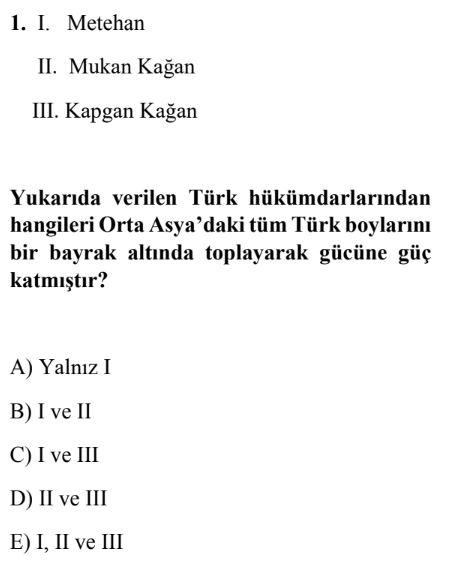 1. I. Metehan
II. Mukan Kağan
III. Kapgan Kağan
Yukarıda verilen Türk hükümdarlarından
hangileri Orta Asya’daki tüm Türk boylarını
bir bayrak altında toplayarak gücüne güç
katmıştır?
A) Yalnız I
B) I ve II
C) I ve III
D) II ve III
E) I, II ve III